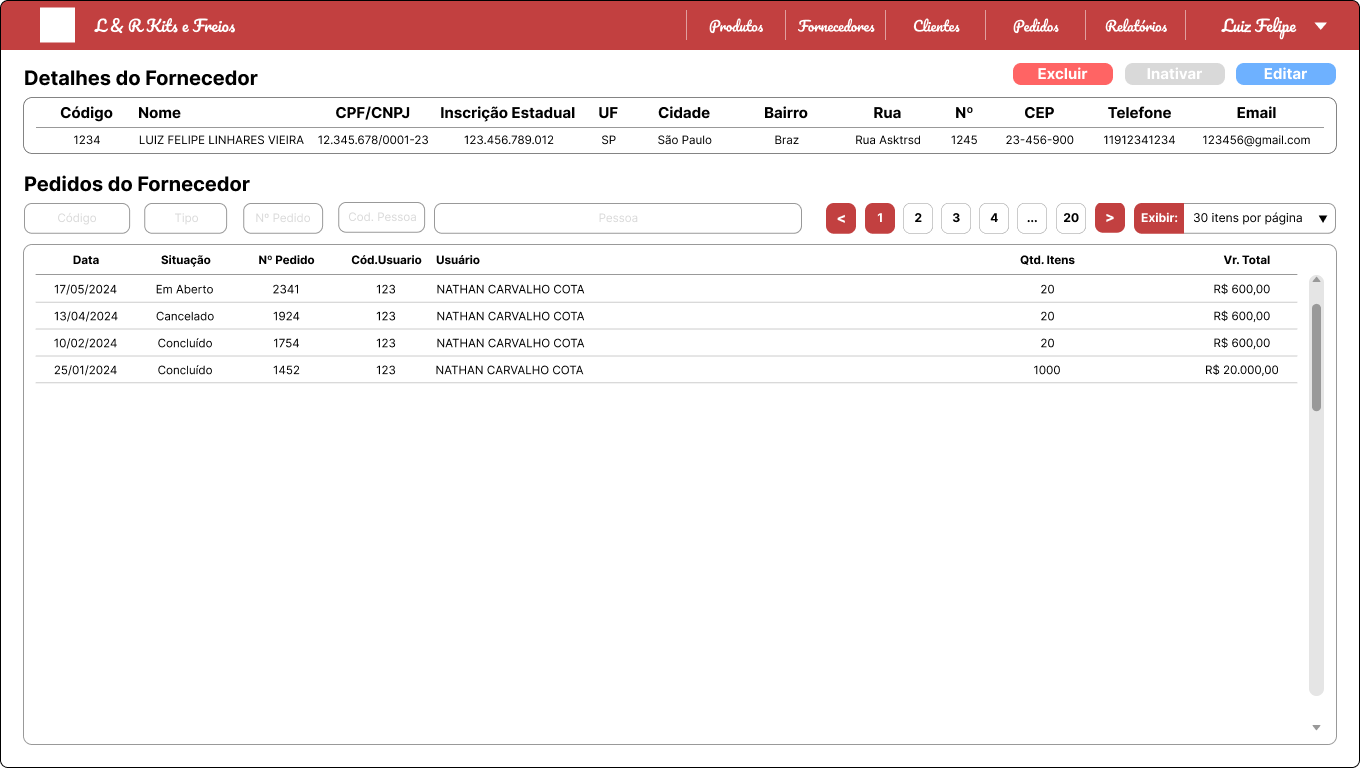 L & R Kits e Freios Produtos Fornecedores Clientes Pedidos Relatórios Luiz Felipe
Detalhes do Fornecedor Excluir Inativar Editar
Código Nome CPF/CNPJ Inscrição Estadual UF Cidade Bairro Rua Nº CEP Telefone Email
1234 LUIZ FELIPE LINHARES VIEIRA 12.345.678/0001-23 123.456.789.012 SP São Paulo Braz Rua Asktrsd 1245 23-456-900 11912341234 123456@gmail.com
Pedidos do Fornecedor
Código Tipo Nº Pedido Cod. Pessoa Pessoa < 1 2 3 4 ... 20 > Exibir: 30 itens por página
Data Situação Nº Pedido Cód.Usuario Usuário Qtd. Itens Vr. Total
17/05/2024 Em Aberto 2341 123 NATHAN CARVALHO COTA 20 R$ 600,00
13/04/2024 Cancelado 1924 123 NATHAN CARVALHO COTA 20 R$ 600,00
10/02/2024 Concluído 1754 123 NATHAN CARVALHO COTA 20 R$ 600,00
25/01/2024 Concluído 1452 123 NATHAN CARVALHO COTA 1000 R$ 20.000,00